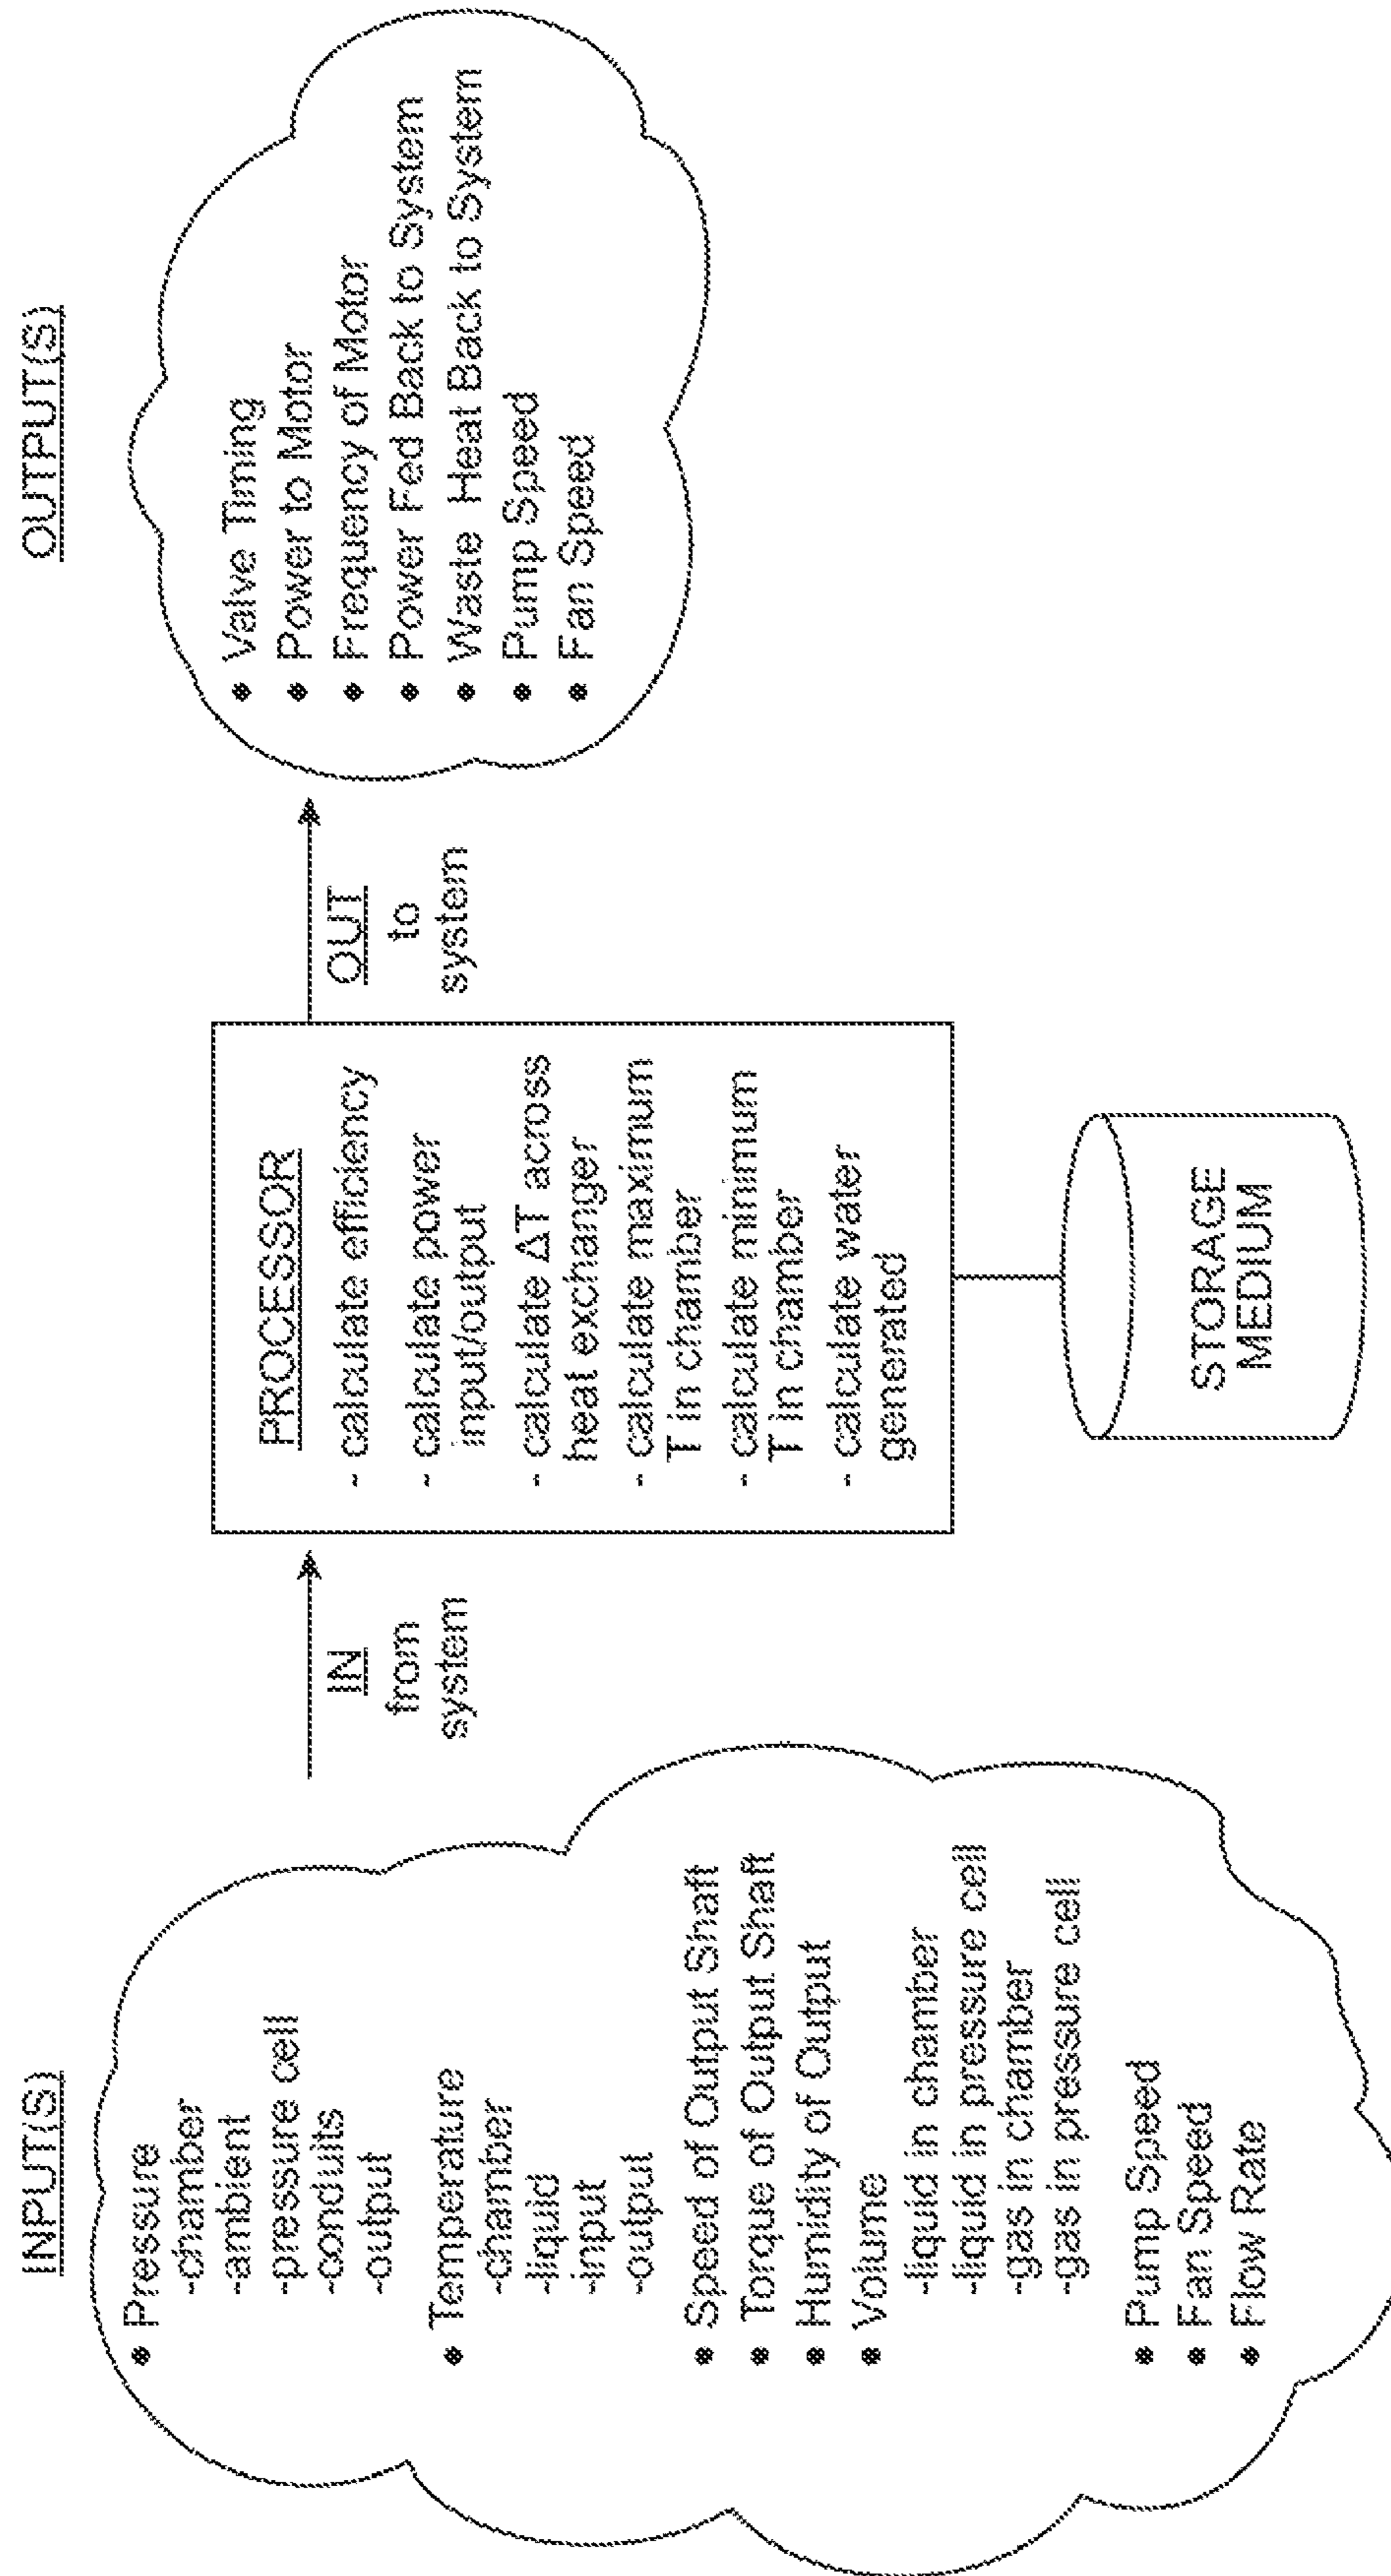 INPUT(S)
• Pressure
-chamber
-ambient
-pressure cell
-conduits
-output
• Temperature
-chamber
-liquid
-input
-output
• Speed of Output Shaft
• Torque of Output Shaft
• Humidity of Output
• Volume
-liquid in chamber
-liquid in pressure cell
-gas in chamber
-gas in pressure cell
• Pump Speed
• Fan Speed
• Flow Rate
IN
from
system
PROCESSOR
- calculate efficiency
- calculate power
input/output
- calculate ΔT across
heat exchanger
- calculate maximum
T in chamber
- calculate minimum
T in chamber
- calculate water
generated
STORAGE
MEDIUM
OUT
to
system
OUTPUT(S)
• Valve Timing
• Power to Motor
• Frequency of Motor
• Power Fed Back to System
• Waste Heat Back to System
• Pump Speed
• Fan Speed